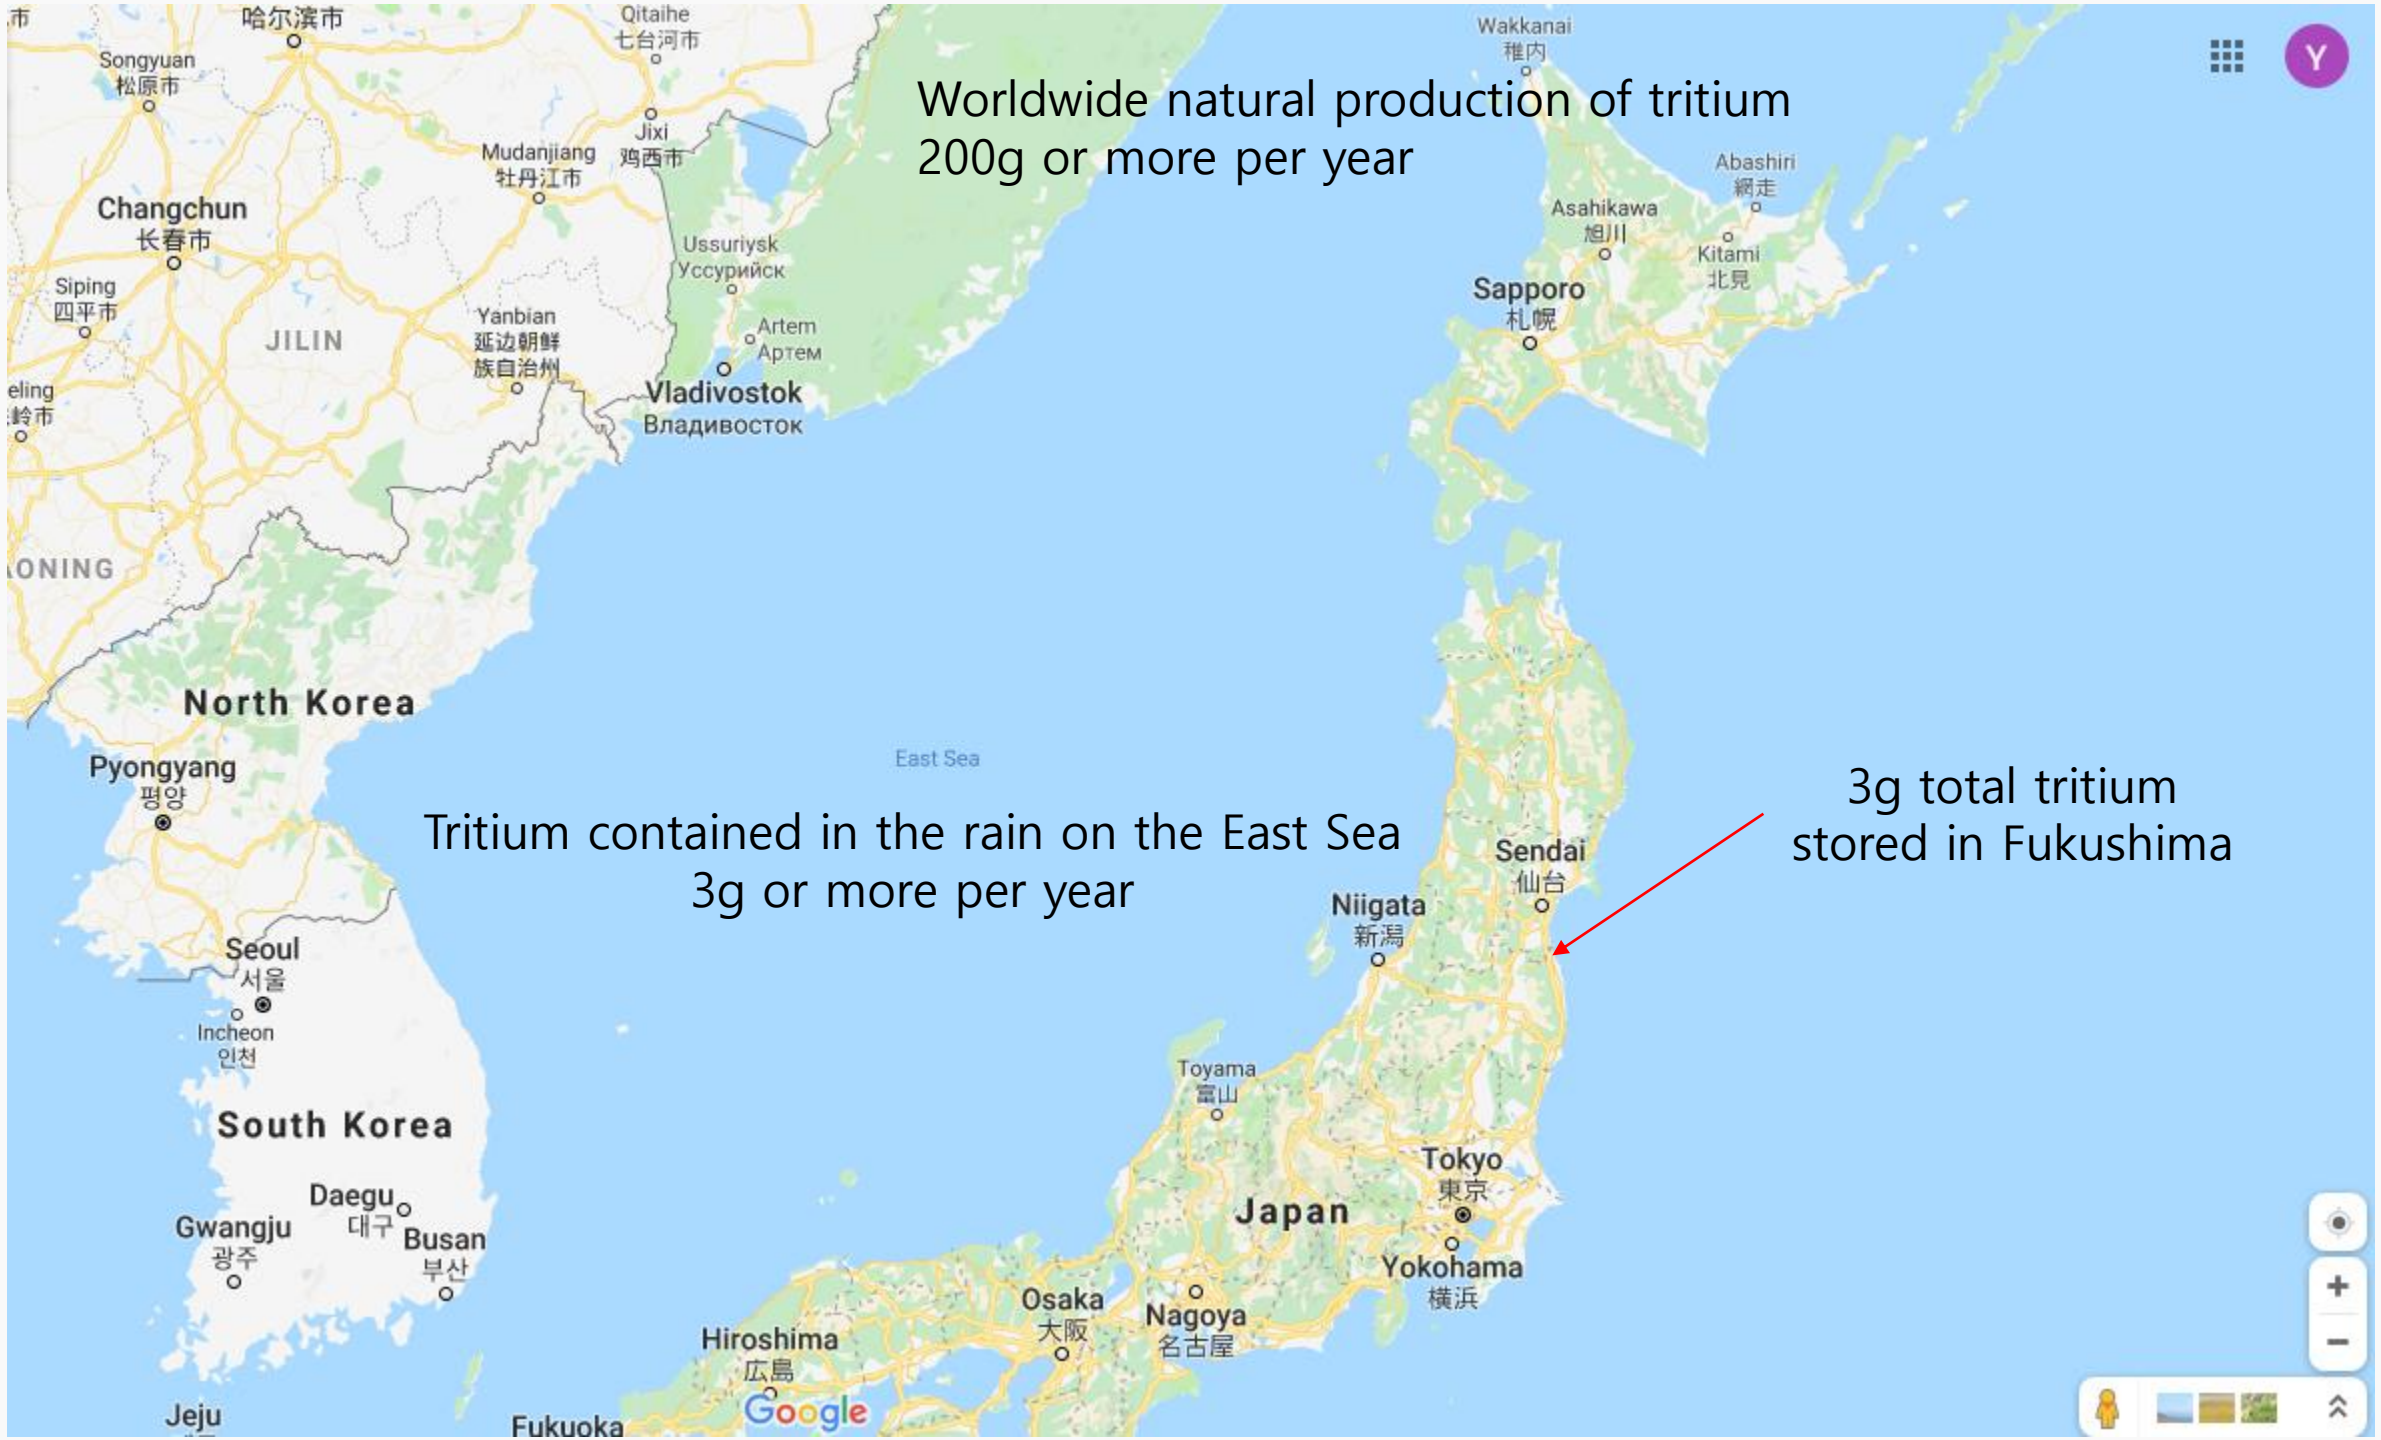 市
哈尔滨市
Qitaihe
七台河市
Songyuan
松原市
Wakkanai
稚内
Y
Worldwide natural production of tritium
200g or more per year
Jixi
鸡西市
Mudanjiang
牡丹江市
Abashiri
網走
Changchun
长春市
Asahikawa
旭川
Kitami
北見
Ussuriysk
Уссурийск
Siping
四平市
Sapporo
札幌
Yanbian
延边朝鲜
族自治州
Artem
Артем
JILIN
eling
岭市
Vladivostok
Владивосток
ONING
North Korea
East Sea
Pyongyang
평양
3g total tritium
stored in Fukushima
Tritium contained in the rain on the East Sea
3g or more per year
Sendai
仙台
Niigata
新潟
Seoul
서울
Incheon
인천
Toyama
富山
South Korea
Tokyo
東京
Daegu
대구
Japan
Gwangju
광주
Busan
부산
Yokohama
横浜
Osaka
大阪
Nagoya
名古屋
Hiroshima
広島
Google
Jeju
Fukuoka